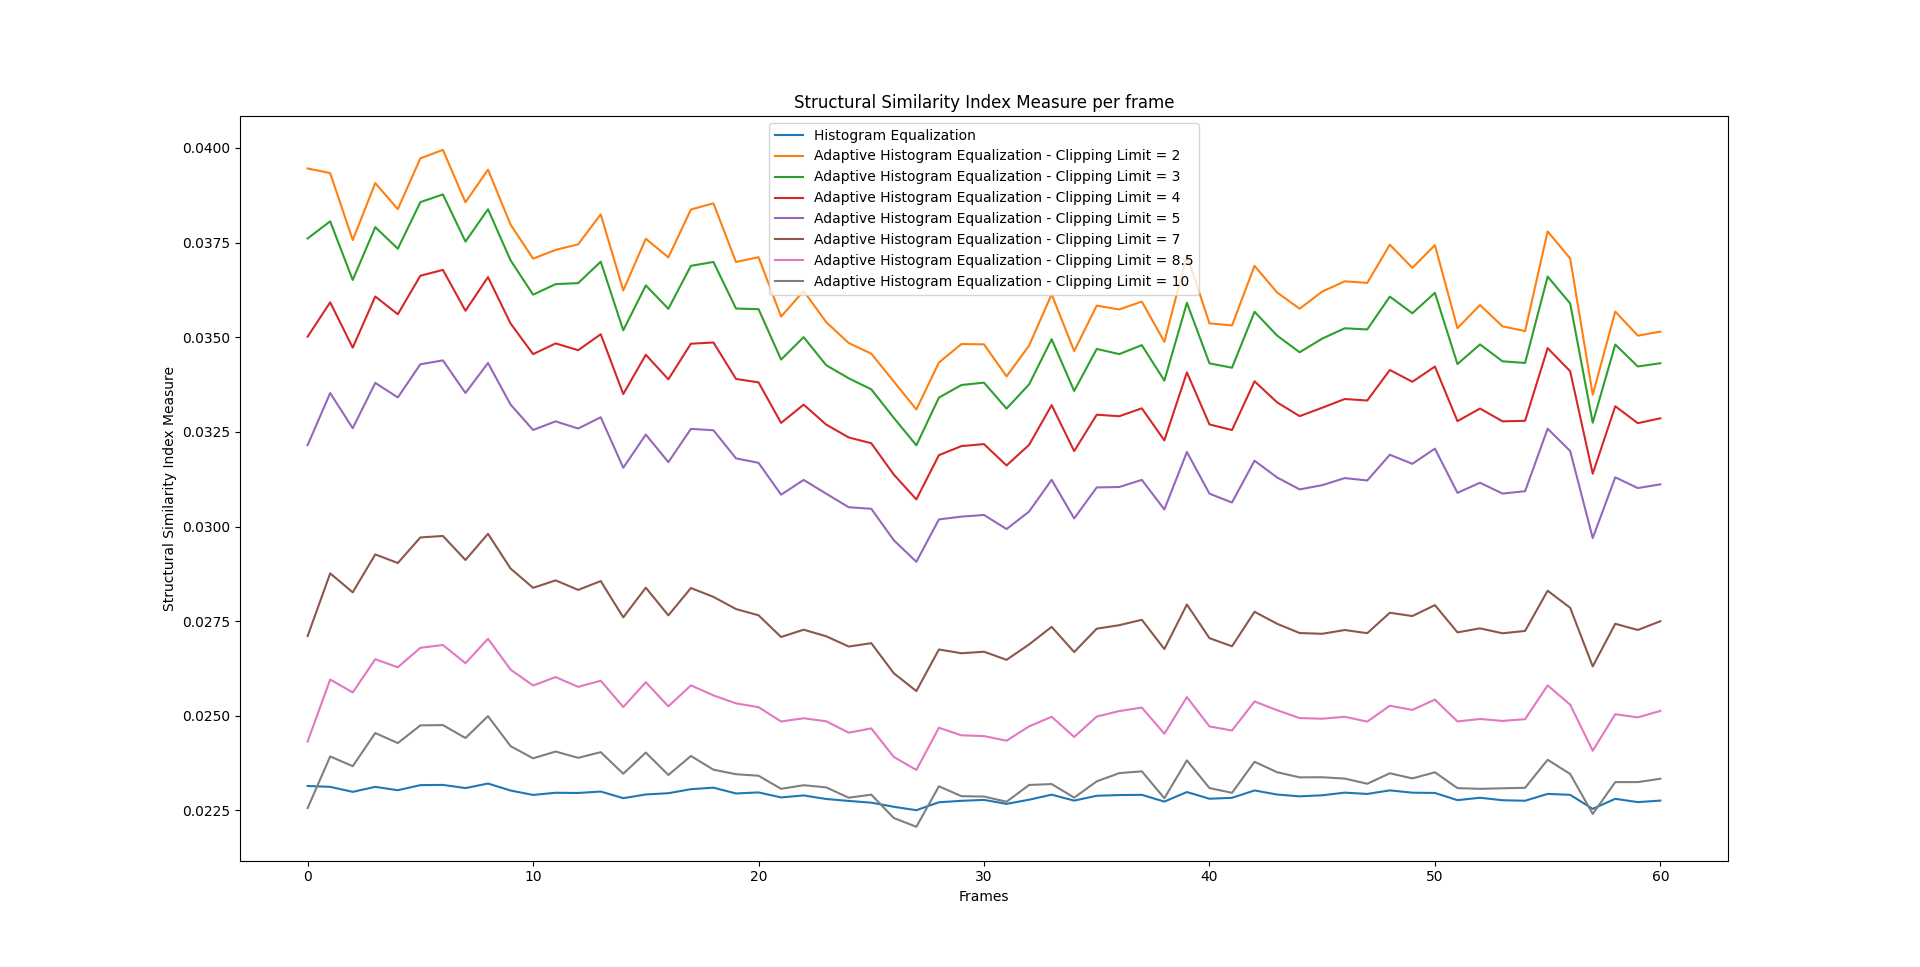 Structural Similarity Index Measure per frame
Histogram Equalization
Adaptive Histogram Equalization - Clipping Limit = 2
Adaptive Histogram Equalization - Clipping Limit = 3
Adaptive Histogram Equalization - Clipping Limit = 4
Adaptive Histogram Equalization - Clipping Limit = 5
Adaptive Histogram Equalization - Clipping Limit = 7
Adaptive Histogram Equalization - Clipping Limit = 8.5
Adaptive Histogram Equalization - Clipping Limit = 10
Structural Similarity Index Measure
0.0400
0.0375
0.0350
0.0325
0.0300
0.0275
0.0250
0.0225
0 10 20 30 40 50 60
Frames